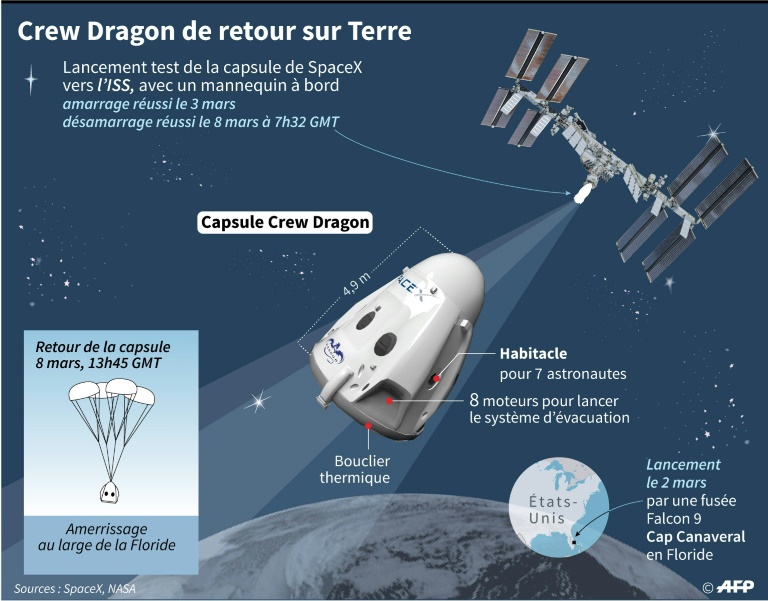 Crew Dragon de retour sur Terre
Lancement test de la capsule de SpaceX
vers l'ISS, avec un mannequin à bord
amarrage réussi le 3 mars
désamarrage réussi le 8 mars à 7h32 GMT
Capsule Crew Dragon
4,9 m
ACEX
Retour de la capsule
8 mars, 13h45 GMT
Habitacle
pour 7 astronautes
8 moteurs pour lancer
le système d'évacuation
Bouclier
thermique
Amerrissage
au large de la Floride
États-
Unis
Lancement
le 2 mars
par une fusée
Falcon 9
Cap Canaveral
en Floride
Sources : SpaceX, NASA
© AFP